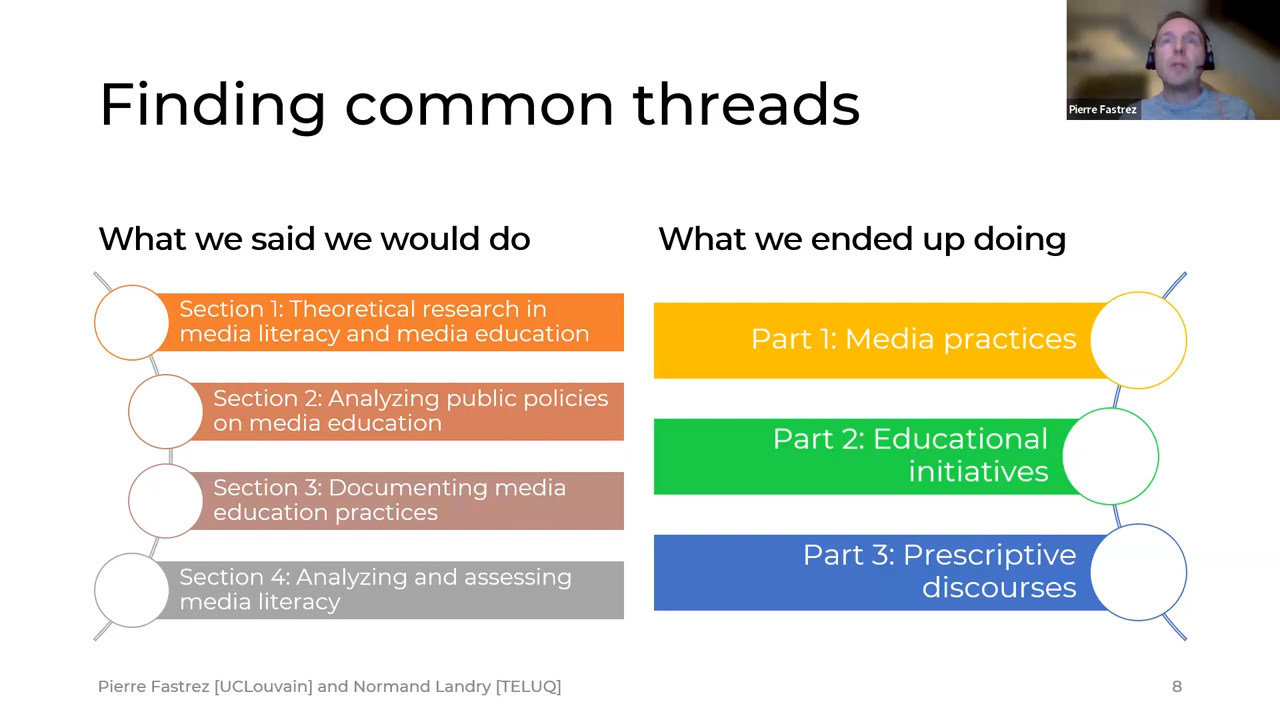 Finding common threads
Pierre Fastrez
What we said we would do
Section 1: Theoretical research in
media literacy and media education
Section 2: Analyzing public policies
on media education
Section 3: Documenting media
education practices
Section 4: Analyzing and assessing
media literacy
What we ended up doing
Part 1: Media practices
Part 2: Educational
initiatives
Part 3: Prescriptive
discourses
Pierre Fastrez [UCLouvain] and Normand Landry [TELUQ]
8